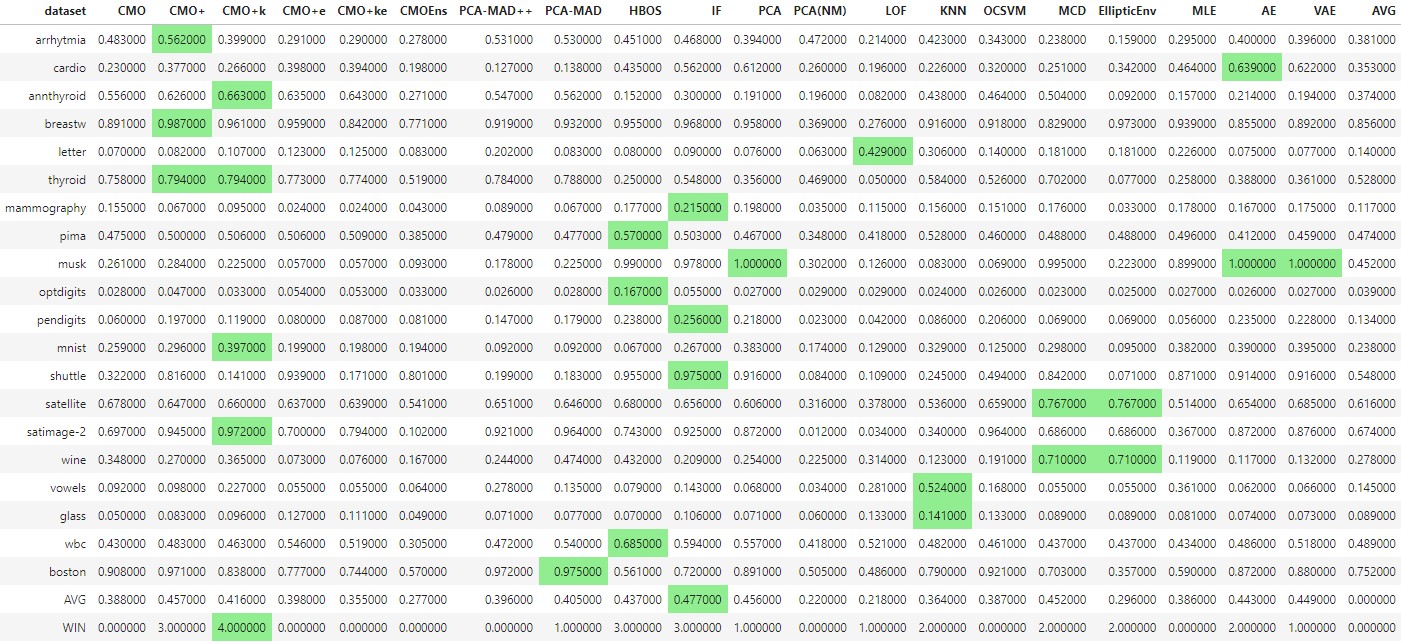 dataset CMO CMO+ CMO+k CMO+e CMO+ke CMOEns PCA-MAD++ PCA-MAD HBOS IF PCA PCA(NM) LOF KNN OCSVM MCD EllipticEnv MLE AE VAE AVG
arrhytmia 0.483000 0.562000 0.399000 0.291000 0.290000 0.278000 0.531000 0.530000 0.451000 0.468000 0.394000 0.472000 0.214000 0.423000 0.343000 0.238000 0.159000 0.295000 0.400000 0.396000 0.381000
cardio 0.230000 0.377000 0.266000 0.398000 0.394000 0.198000 0.127000 0.133000 0.435000 0.562000 0.612000 0.260000 0.196000 0.226000 0.320000 0.251000 0.342000 0.464000 0.639000 0.622000 0.353000
annthyroid 0.556000 0.626000 0.663000 0.635000 0.643000 0.271000 0.547000 0.562000 0.152000 0.300000 0.191000 0.196000 0.082000 0.438000 0.464000 0.504000 0.092000 0.157000 0.214000 0.194000 0.374000
breastw 0.891000 0.987000 0.961000 0.959000 0.842000 0.771000 0.919000 0.932000 0.955000 0.968000 0.958000 0.369000 0.276000 0.916000 0.918000 0.829000 0.973000 0.939000 0.855000 0.892000 0.856000
letter 0.070000 0.082000 0.107000 0.123000 0.125000 0.083000 0.202000 0.083000 0.080000 0.090000 0.076000 0.063000 0.429000 0.306000 0.140000 0.181000 0.181000 0.226000 0.075000 0.077000 0.140000
thyroid 0.758000 0.794000 0.794000 0.773000 0.774000 0.519000 0.784000 0.788000 0.250000 0.548000 0.356000 0.469000 0.050000 0.584000 0.526000 0.702000 0.077000 0.258000 0.388000 0.361000 0.528000
mammography 0.155000 0.067000 0.095000 0.024000 0.024000 0.043000 0.089000 0.067000 0.177000 0.215000 0.198000 0.035000 0.115000 0.156000 0.151000 0.176000 0.033000 0.178000 0.167000 0.175000 0.117000
pima 0.475000 0.500000 0.506000 0.506000 0.509000 0.385000 0.479000 0.477000 0.570000 0.503000 0.467000 0.348000 0.418000 0.528000 0.460000 0.488000 0.488000 0.496000 0.412000 0.459000 0.474000
musk 0.261000 0.284000 0.225000 0.057000 0.057000 0.093000 0.178000 0.225000 0.990000 0.978000 1.000000 0.302000 0.126000 0.083000 0.069000 0.995000 0.223000 0.899000 1.000000 1.000000 0.452000
optdigits 0.028000 0.047000 0.033000 0.054000 0.053000 0.033000 0.026000 0.028000 0.167000 0.055000 0.027000 0.029000 0.029000 0.024000 0.026000 0.023000 0.025000 0.027000 0.026000 0.027000 0.039000
pendigits 0.060000 0.197000 0.119000 0.080000 0.087000 0.081000 0.147000 0.179000 0.238000 0.256000 0.218000 0.023000 0.042000 0.086000 0.206000 0.069000 0.069000 0.056000 0.235000 0.228000 0.134000
mnist 0.259000 0.296000 0.397000 0.199000 0.198000 0.194000 0.092000 0.092000 0.067000 0.267000 0.383000 0.174000 0.129000 0.329000 0.125000 0.298000 0.095000 0.382000 0.390000 0.395000 0.238000
shuttle 0.322000 0.816000 0.141000 0.939000 0.171000 0.801000 0.199000 0.183000 0.955000 0.975000 0.916000 0.084000 0.109000 0.245000 0.494000 0.842000 0.071000 0.871000 0.914000 0.916000 0.548000
satellite 0.678000 0.647000 0.660000 0.637000 0.639000 0.541000 0.651000 0.646000 0.680000 0.656000 0.606000 0.316000 0.378000 0.536000 0.659000 0.767000 0.767000 0.514000 0.654000 0.685000 0.616000
satimage-2 0.697000 0.945000 0.972000 0.700000 0.794000 0.102000 0.921000 0.964000 0.743000 0.925000 0.872000 0.012000 0.034000 0.340000 0.964000 0.686000 0.686000 0.367000 0.872000 0.876000 0.674000
wine 0.348000 0.270000 0.365000 0.073000 0.076000 0.167000 0.244000 0.474000 0.432000 0.209000 0.254000 0.225000 0.314000 0.123000 0.191000 0.710000 0.710000 0.119000 0.117000 0.132000 0.278000
vowels 0.092000 0.098000 0.227000 0.055000 0.055000 0.064000 0.278000 0.135000 0.079000 0.143000 0.068000 0.034000 0.281000 0.524000 0.168000 0.055000 0.055000 0.361000 0.062000 0.066000 0.145000
glass 0.050000 0.083000 0.096000 0.127000 0.111000 0.049000 0.071000 0.077000 0.070000 0.106000 0.071000 0.060000 0.133000 0.141000 0.133000 0.089000 0.089000 0.081000 0.074000 0.073000 0.089000
wbc 0.430000 0.483000 0.463000 0.546000 0.519000 0.305000 0.472000 0.540000 0.685000 0.594000 0.557000 0.418000 0.521000 0.482000 0.461000 0.437000 0.437000 0.434000 0.486000 0.518000 0.489000
boston 0.908000 0.971000 0.838000 0.777000 0.744000 0.570000 0.972000 0.975000 0.561000 0.720000 0.891000 0.505000 0.486000 0.790000 0.921000 0.703000 0.357000 0.590000 0.872000 0.880000 0.752000
AVG 0.388000 0.457000 0.416000 0.398000 0.355000 0.277000 0.396000 0.405000 0.437000 0.477000 0.456000 0.220000 0.218000 0.364000 0.387000 0.452000 0.296000 0.386000 0.443000 0.449000 0.000000
WIN 0.000000 3.000000 4.000000 0.000000 0.000000 0.000000 0.000000 1.000000 3.000000 3.000000 1.000000 0.000000 1.000000 2.000000 0.000000 2.000000 2.000000 0.000000 2.000000 1.000000 0.000000